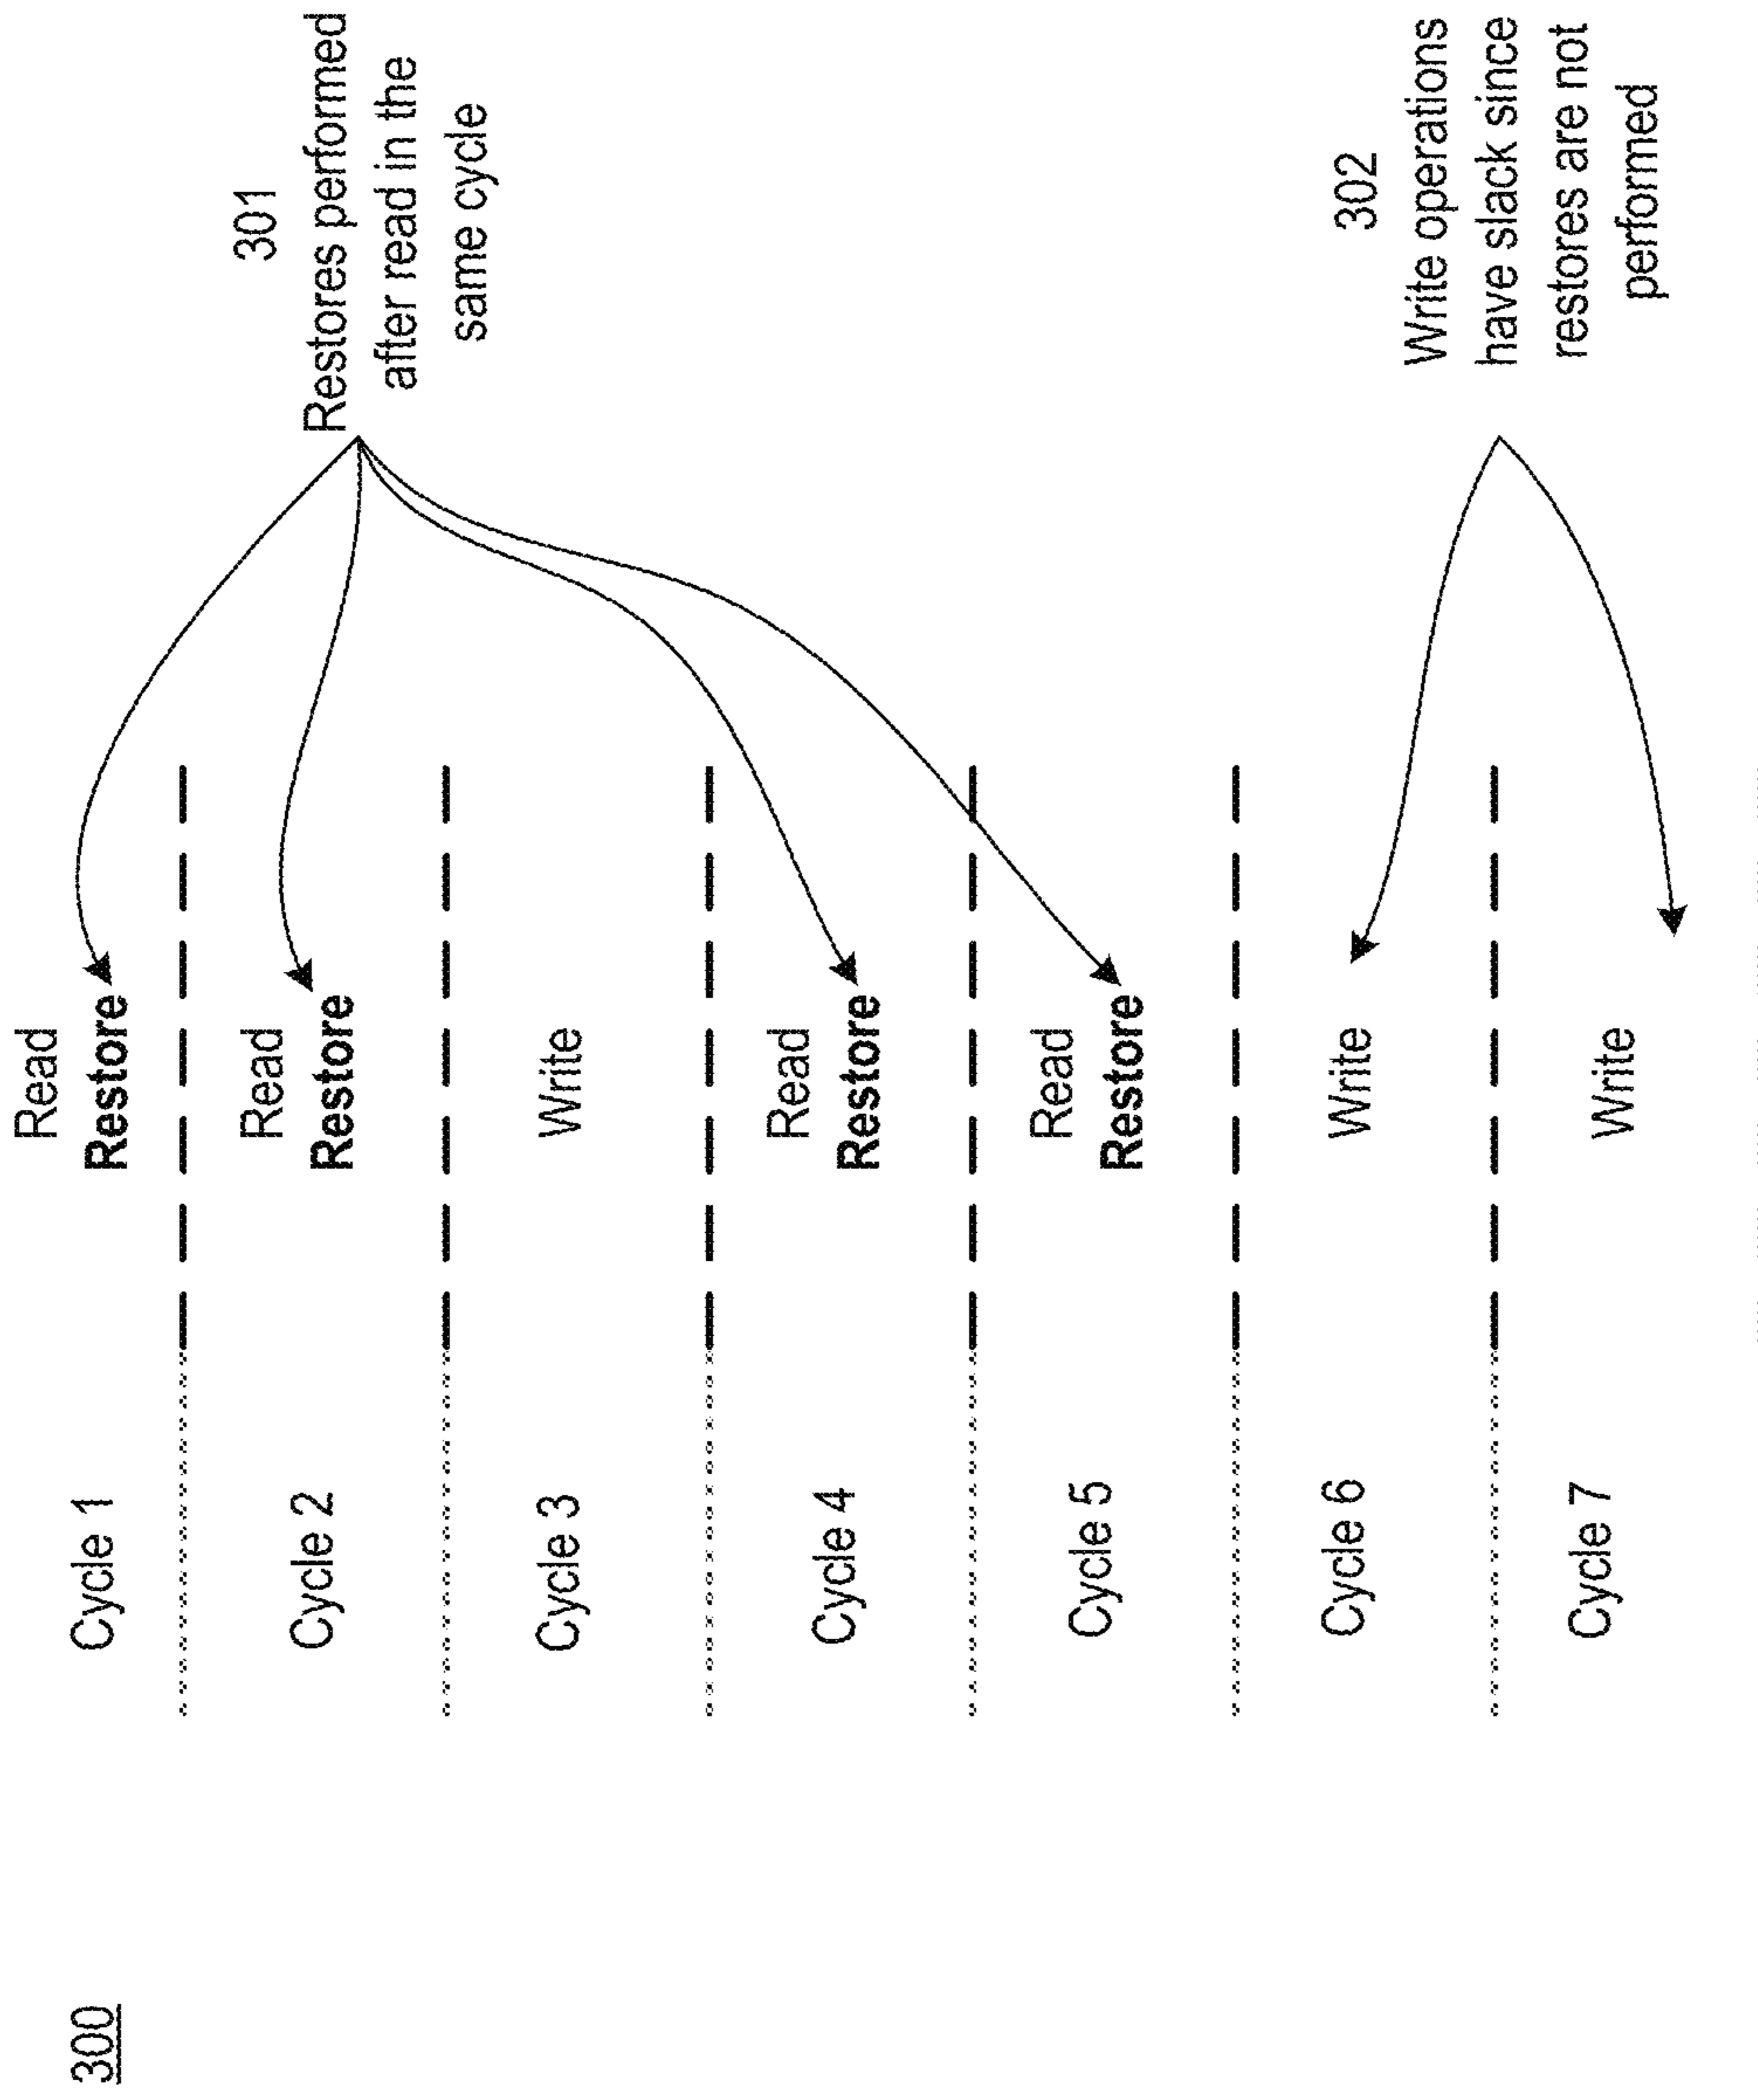 300
Cycle 1
Read
Restore
Cycle 2
Read
Restore
Cycle 3
Write
Cycle 4
Read
Restore
Cycle 5
Read
Restore
Cycle 6
Write
Cycle 7
Write
301
Restores performed
after read in the
same cycle
302
Write operations
have slack since
restores are not
performed